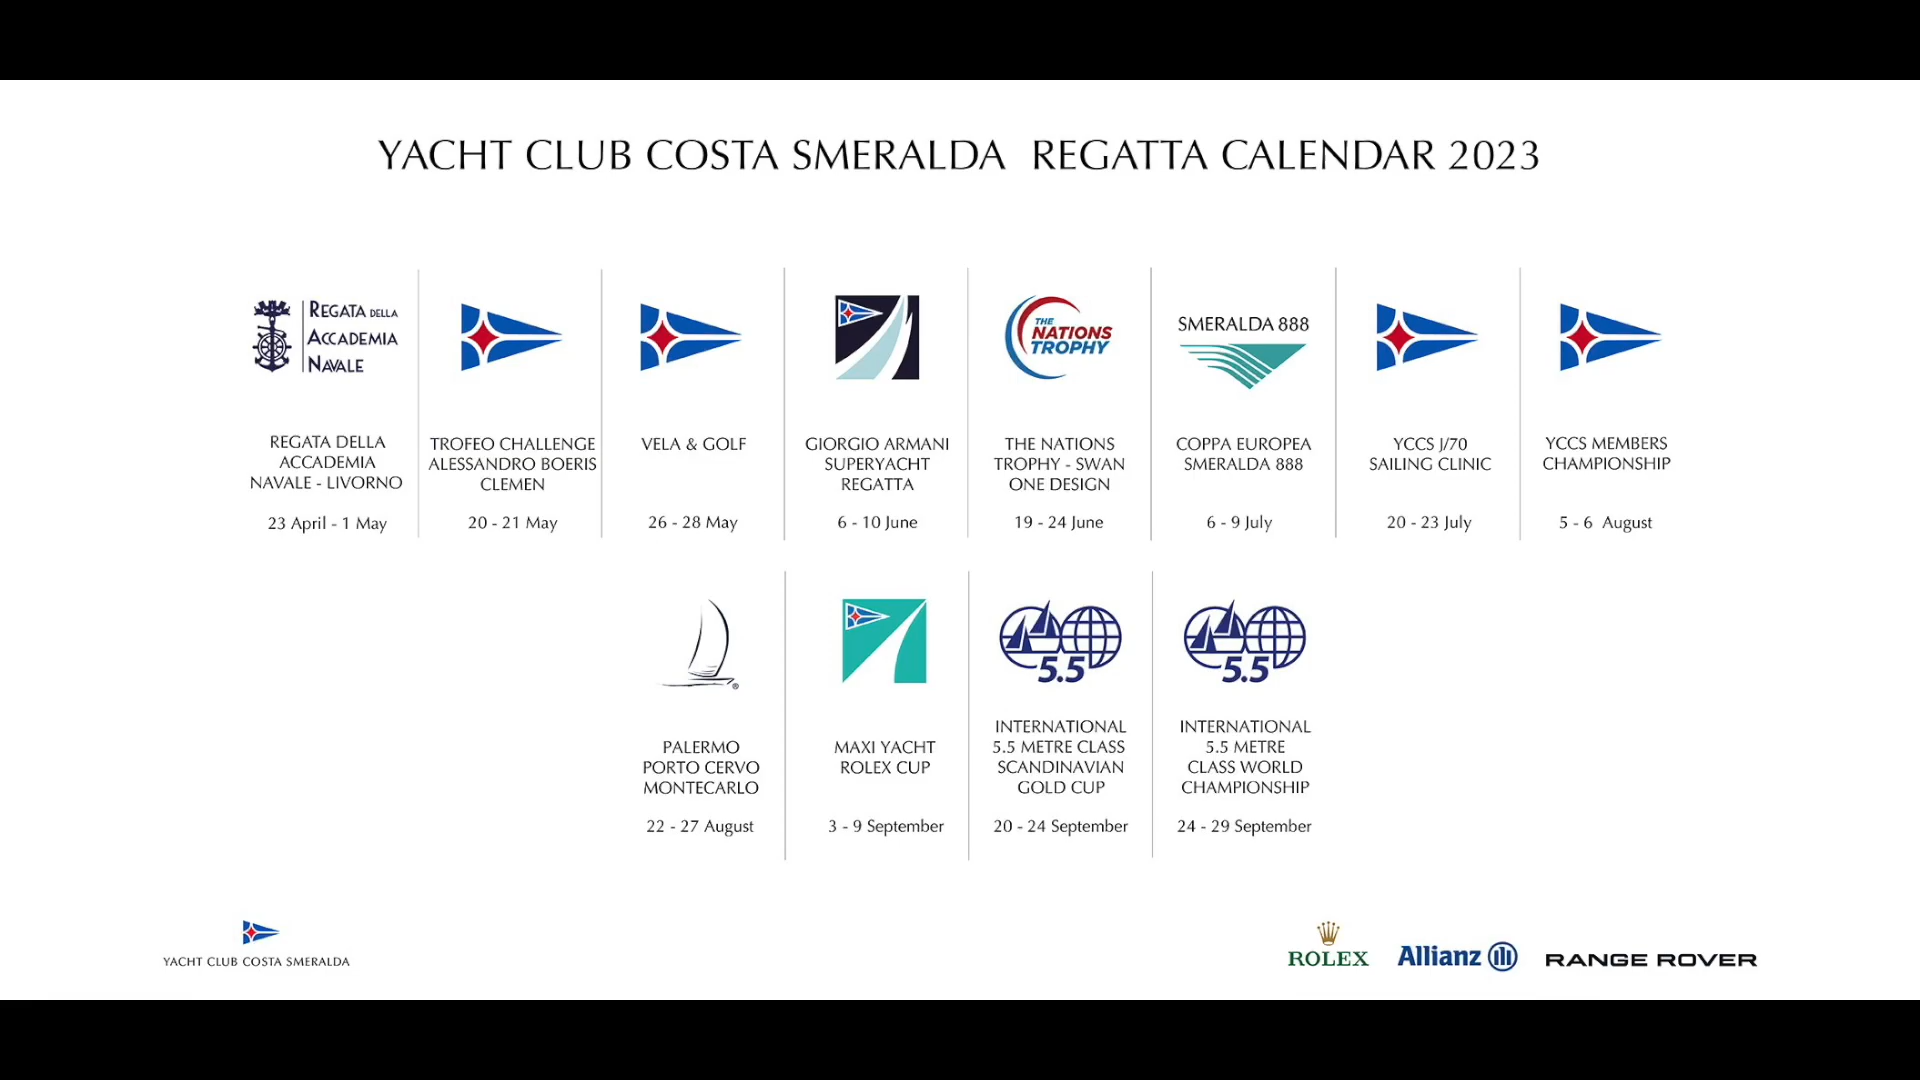 YACHT CLUB COSTA SMERALDA REGATTA CALENDAR 2023
REGATA DELLA
ACCADEMIA
NAVALE
REGATA DELLA
ACCADEMIA
NAVALE - LIVORNO
23 April - 1 May
TROFEO CHALLENGE
ALESSANDRO BOERIS
CLEMEN
20 - 21 May
VELA & GOLF
26 - 28 May
GIORGIO ARMANI
SUPERYACHT
REGATTA
6 - 10 June
THE
NATIONS
TROPHY
THE NATIONS
TROPHY - SWAN
ONE DESIGN
19 - 24 June
SMERALDA 888
COPPA EUROPEA
SMERALDA 888
6 - 9 July
YCCS J/70
SAILING CLINIC
20 - 23 July
YCCS MEMBERS
CHAMPIONSHIP
5 - 6 August
®
PALERMO
PORTO CERVO
MONTECARLO
22 - 27 August
MAXI YACHT
ROLEX CUP
3 - 9 September
5.5
INTERNATIONAL
5.5 METRE CLASS
SCANDINAVIAN
GOLD CUP
20 - 24 September
5.5
INTERNATIONAL
5.5 METRE
CLASS WORLD
CHAMPIONSHIP
24 - 29 September
YACHT CLUB COSTA SMERALDA
ROLEX
Allianz
RANGE ROVER